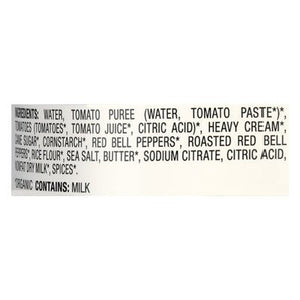 INGREDIENTS: WATER, TOMATO PUREE (WATER, TOMATO PASTE*)*,
TOMATOES (TOMATOES*, TOMATO JUICE*, CITRIC ACID)*, HEAVY CREAM*,
CANE SUGAR*, CORNSTARCH*, RED BELL PEPPERS*, ROASTED RED BELL
PEPPERS*, RICE FLOUR*, SEA SALT, BUTTER*, SODIUM CITRATE, CITRIC ACID,
NONFAT DRY MILK*, SPICES*.
*ORGANIC CONTAINS: MILK